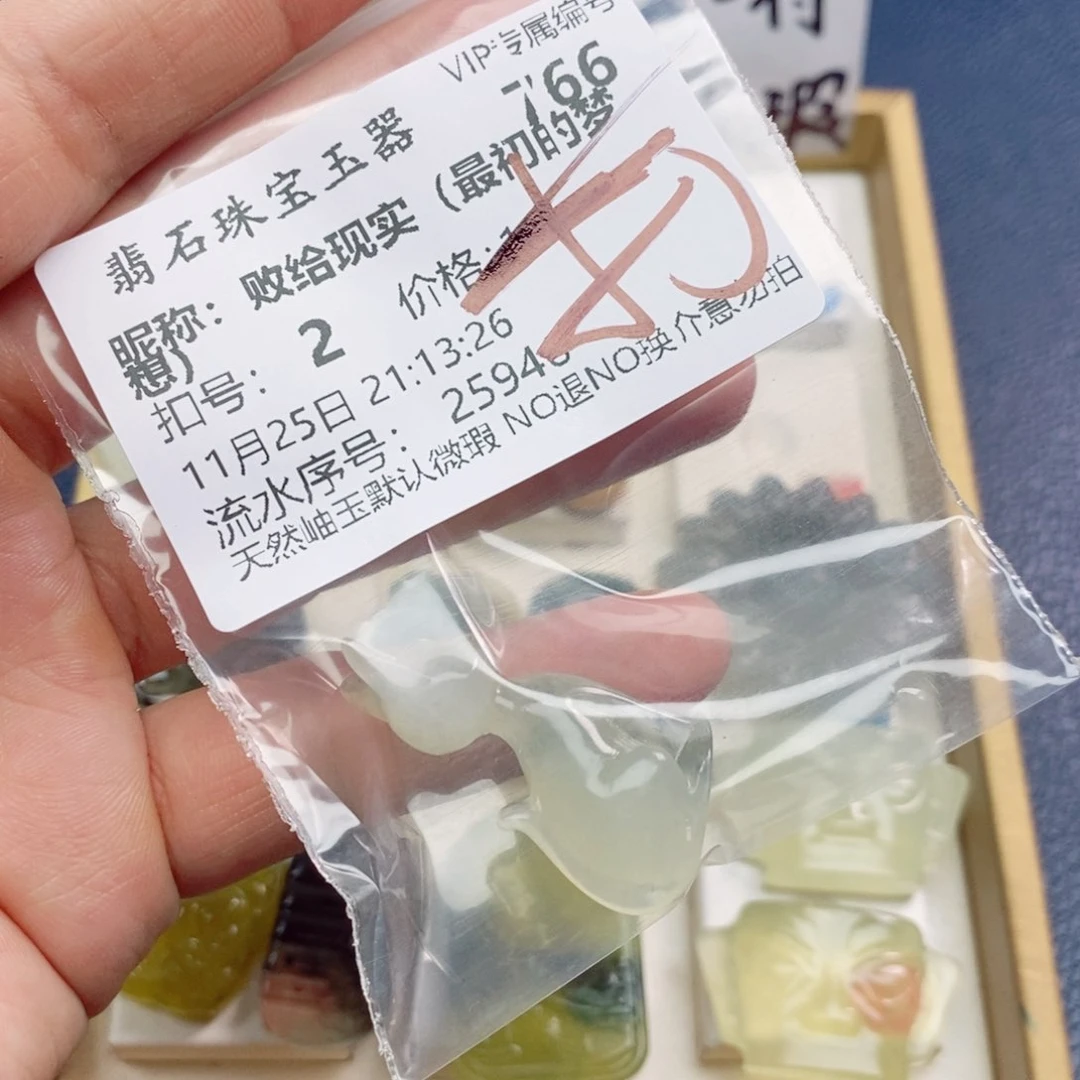 VIP专属编号
766
翡石珠宝玉器
昵称：败给现实（最初的梦
想）
扣号： 2 价格:
11月25日 21:13:26
流水序号： 2594
天然岫玉默认微瑕 NO退NO换介意勿拍